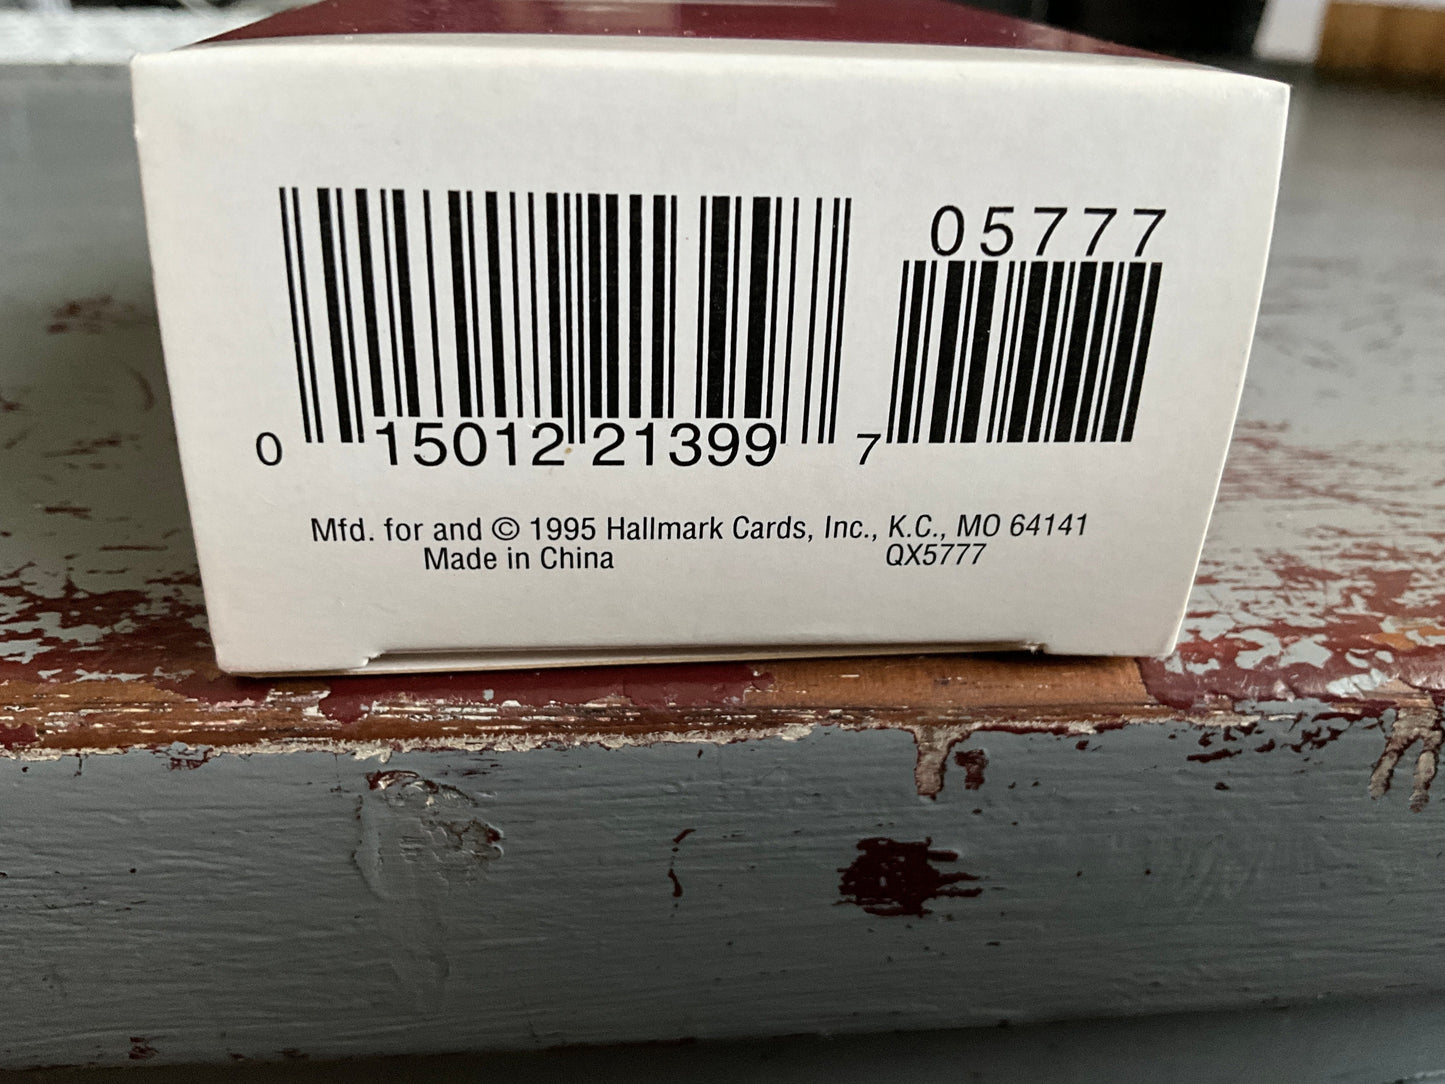 05777
0 15012 21399 7
Mfd. for and © 1995 Hallmark Cards, Inc., K.C., MO 64141
Made in China QX5777